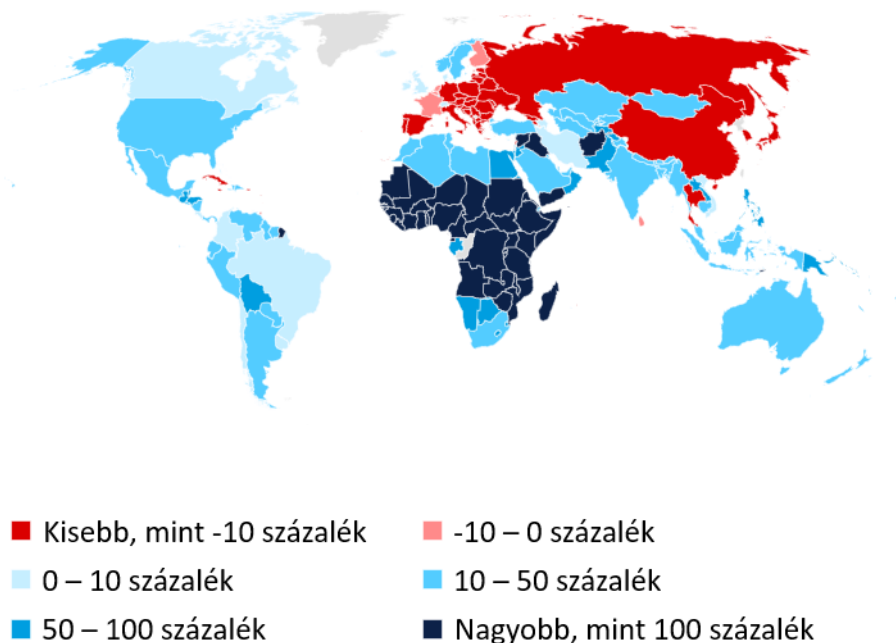 Kisebb, mint -10 százalék
-10 – 0 százalék
0 – 10 százalék
10 – 50 százalék
50 – 100 százalék
Nagyobb, mint 100 százalék